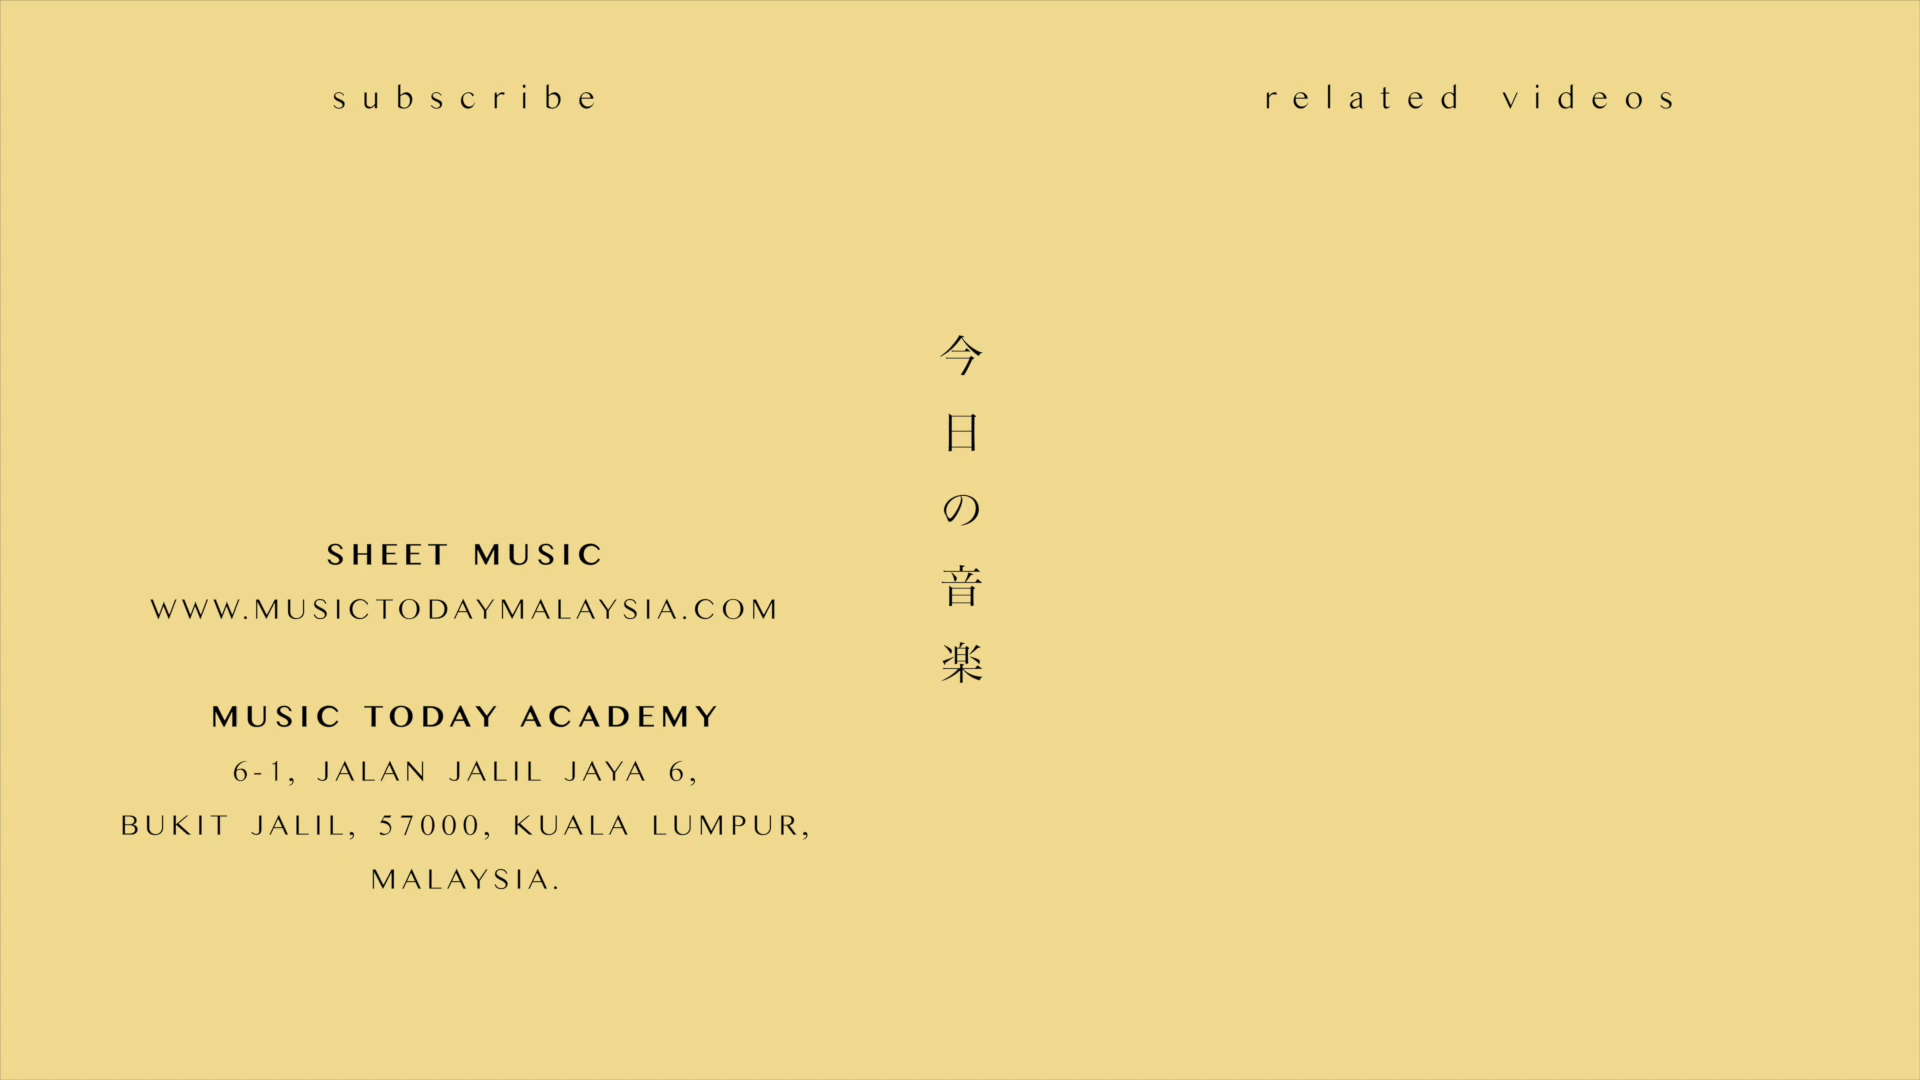 subscribe
related videos
今日の音楽
SHEET MUSIC
WWW.MUSICTODAYMALAYSIA.COM
MUSIC TODAY ACADEMY
6-1, JALAN JALIL JAYA 6,
BUKIT JALIL, 57000, KUALA LUMPUR,
MALAYSIA.